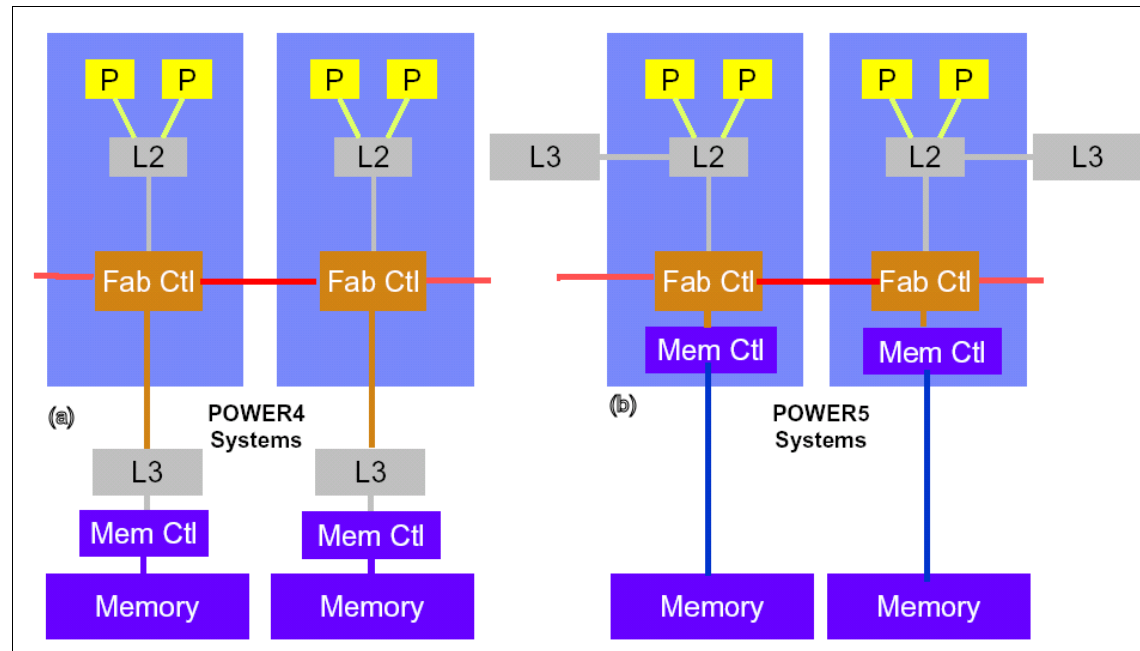 P P P P P P P P
L2 L2 L3 L2 L2 L3
Fab Ctl Fab Ctl Fab Ctl Fab Ctl
Mem Ctl Mem Ctl
(a) POWER4 (b) POWER5
Systems Systems
L3 L3
Mem Ctl Mem Ctl
Memory Memory Memory Memory